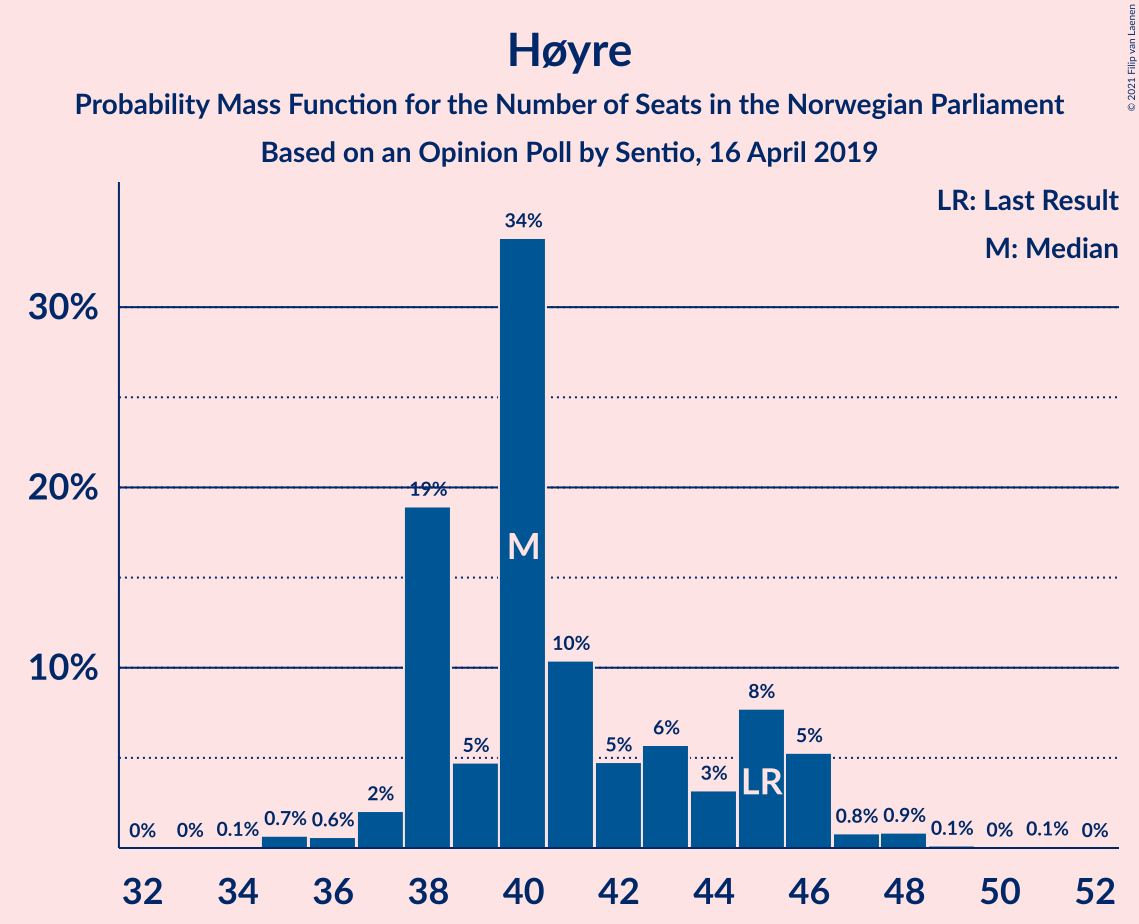 Høyre
Probability Mass Function for the Number of Seats in the Norwegian Parliament
Based on an Opinion Poll by Sentio, 16 April 2019
© 2021 Filip van Laenen
LR: Last Result
M: Median
30%
20%
10%
0% 0% 0.1% 0.7% 0.6% 2% 19% 5% 34% 10% 5% 6% 3% 8% 5% 0.8% 0.9% 0.1% 0% 0.1% 0%
M
LR
32 34 36 38 40 42 44 46 48 50 52